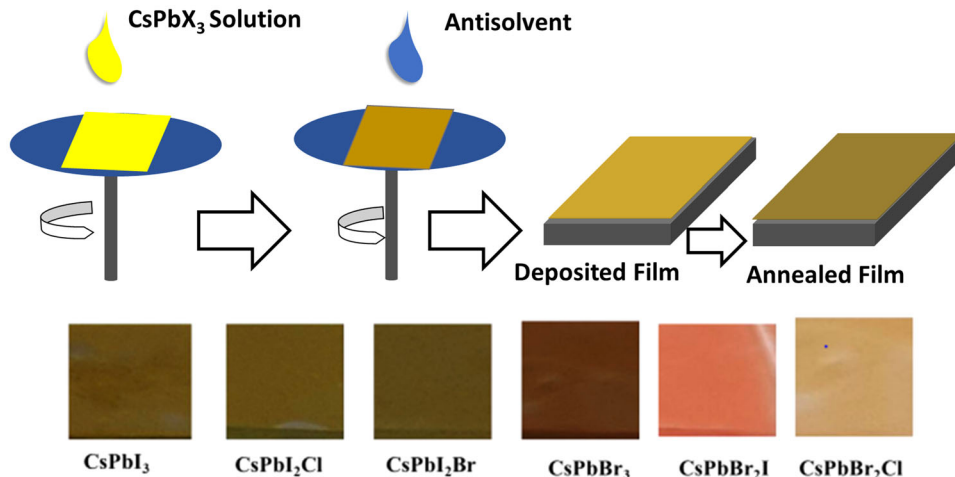 CsPbX₃ Solution
Antisolvent
Deposited Film
Annealed Film
CsPbI₃
CsPbI₂Cl
CsPbI₂Br
CsPbBr₃
CsPbBr₂I
CsPbBr₂Cl